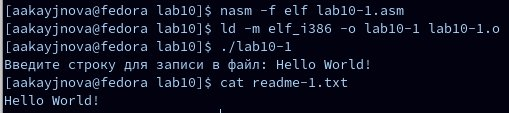 [aakayjnova@fedora lab10]$ nasm -f elf lab10-1.asm
[aakayjnova@fedora lab10]$ ld -m elf_i386 -o lab10-1 lab10-1.o
[aakayjnova@fedora lab10]$ ./lab10-1
Введите строку для записи в файл: Hello World!
[aakayjnova@fedora lab10]$ cat readme-1.txt
Hello World!